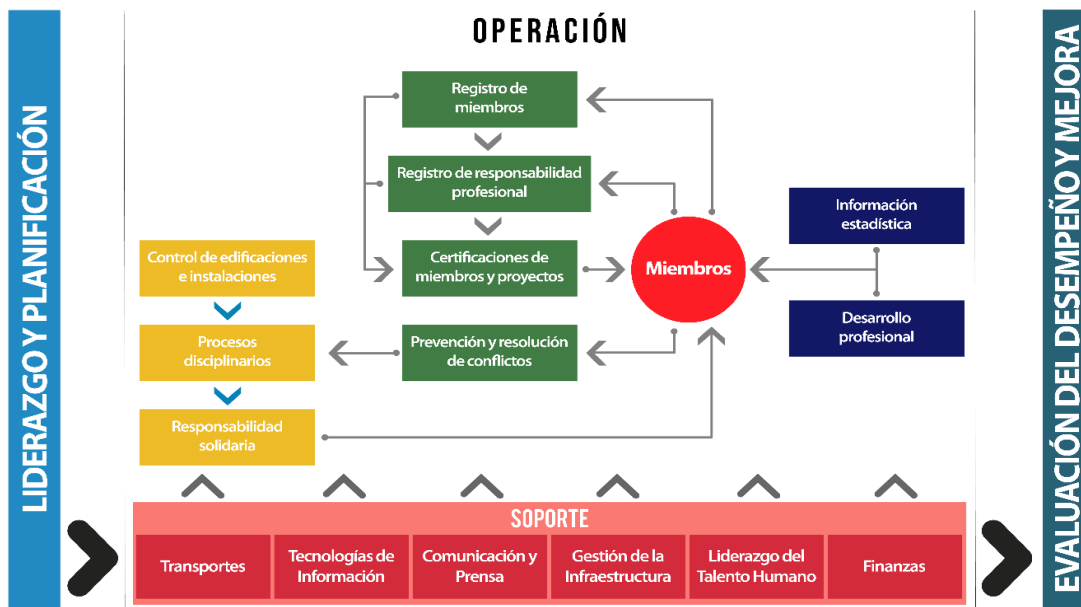 LIDERAZGO Y PLANIFICACIÓN
OPERACIÓN
Registro de
miembros
Registro de responsabilidad
profesional
Certificaciones de
miembros y proyectos
Prevención y resolución
de conflictos
Control de edificaciones
e instalaciones
Procesos
disciplinarios
Responsabilidad
solidaria
Miembros
Información
estadística
Desarrollo
profesional
SOPORTE
Transportes
Tecnologías de
Información
Comunicación y
Prensa
Gestión de la
Infraestructura
Liderazgo del
Talento Humano
Finanzas
EVALUACIÓN DEL DESEMPEÑO Y MEJORA